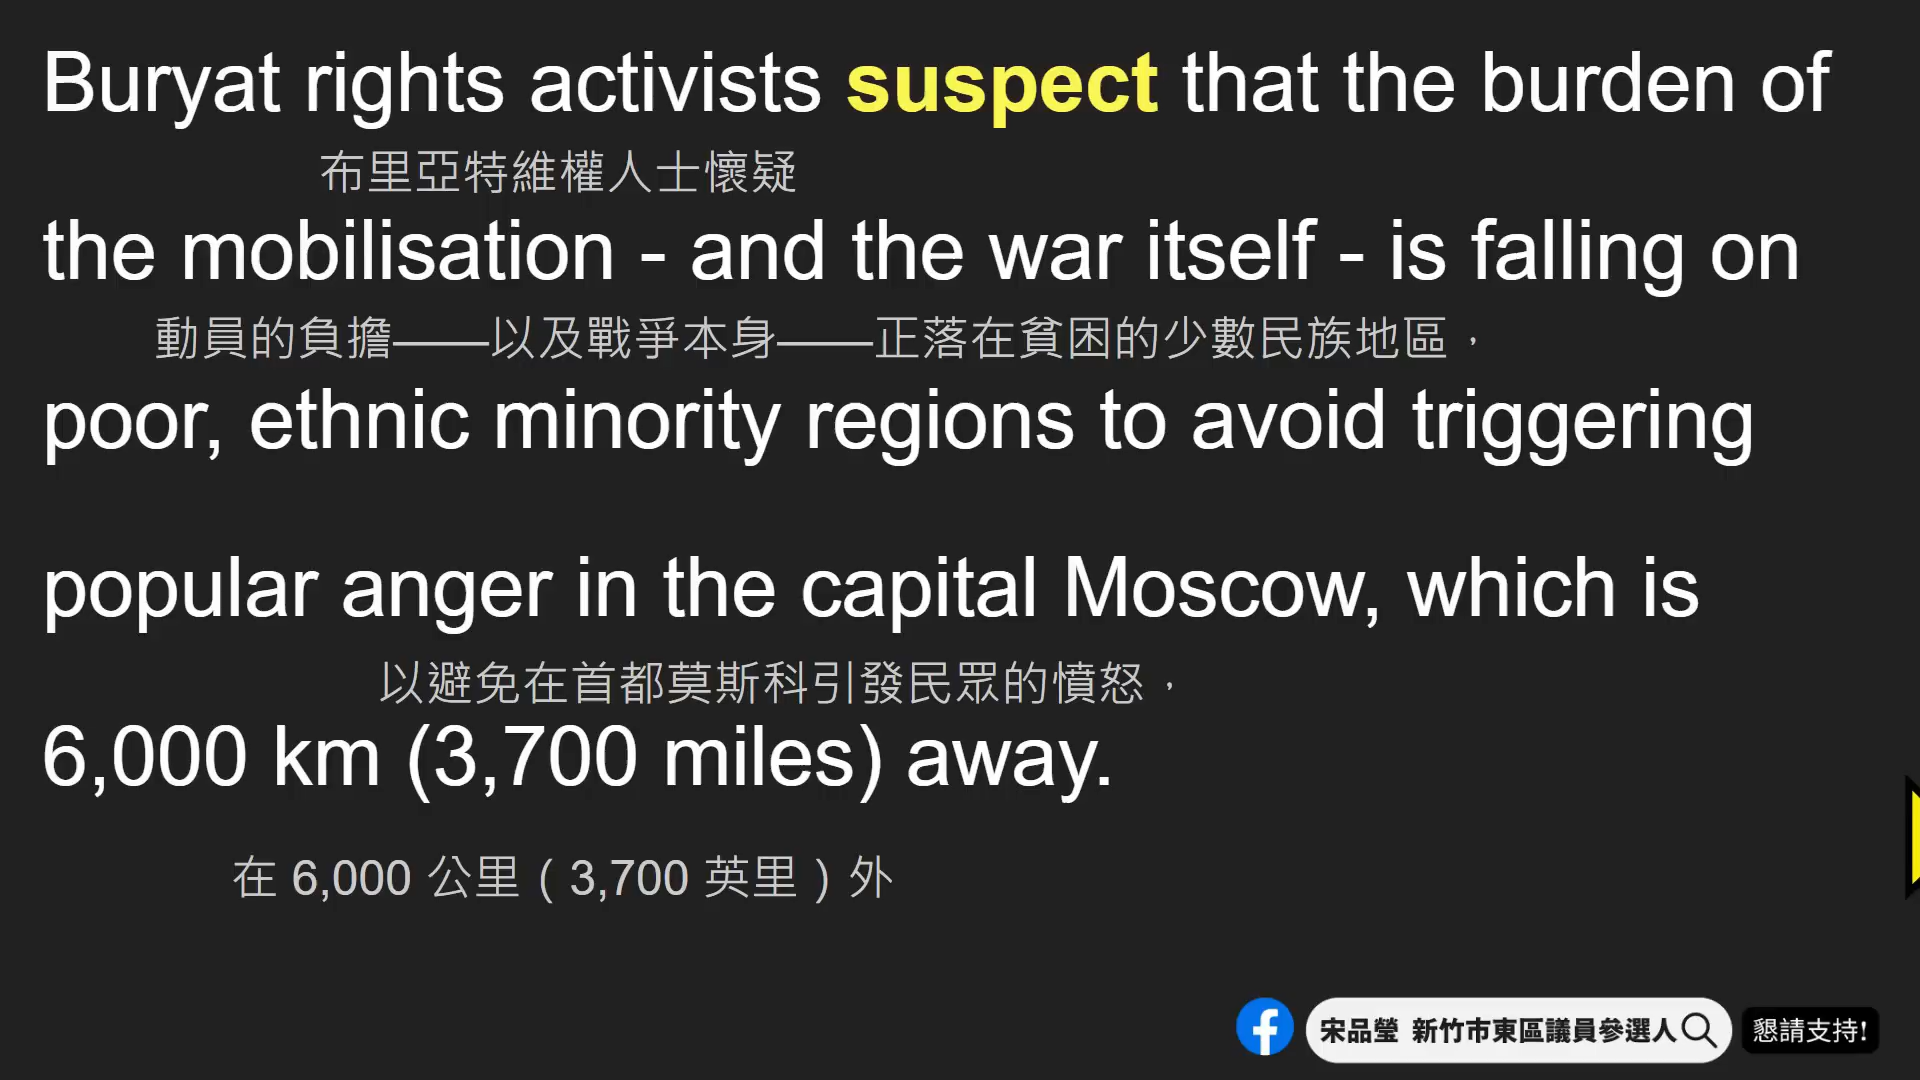 Buryat rights activists suspect that the burden of
布里亞特維權人士懷疑
the mobilisation - and the war itself - is falling on
動員的負擔——以及戰爭本身——正落在貧困的少數民族地區，
poor, ethnic minority regions to avoid triggering
popular anger in the capital Moscow, which is
以避免在首都莫斯科引發民眾的憤怒，
6,000 km (3,700 miles) away.
在 6,000 公里（3,700 英里）外
宋品瑩 新竹市東區議員參選人 懇請支持!